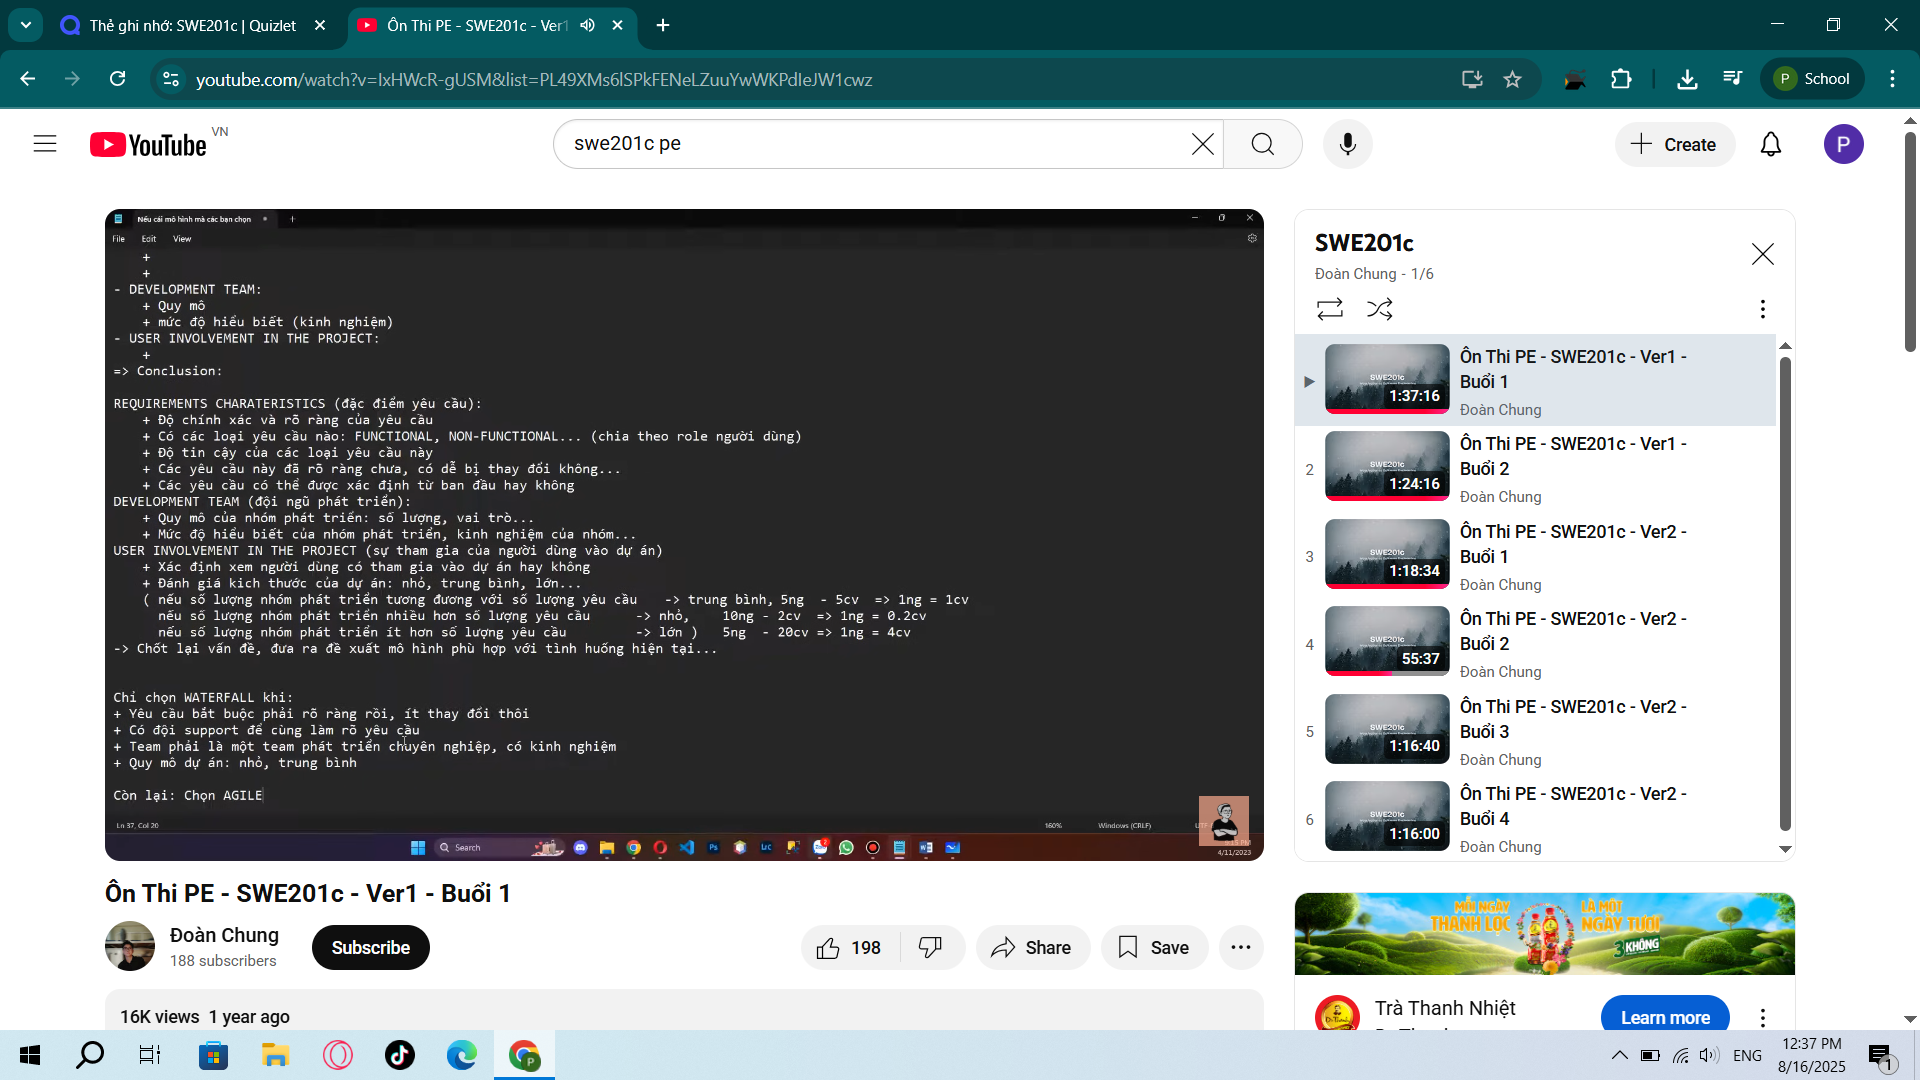 Thẻ ghi nhớ: SWE201c | Quizlet
Ôn Thi PE - SWE201c - Ver1
youtube.com/watch?v=IxHWcR-gUSM&list=PL49XMs6lSPkFENeLZuuYwWKPdleJW1cwz
P School
YouTube VN
swe201c pe
Create
P
Nếu cái mô hình mà các bạn chọn
File Edit View
+
+
- DEVELOPMENT TEAM:
+ Quy mô
+ mức độ hiểu biết (kinh nghiệm)
- USER INVOLVEMENT IN THE PROJECT:
+
=> Conclusion:
REQUIREMENTS CHARATERISTICS (đặc điểm yêu cầu):
+ Độ chính xác và rõ ràng của yêu cầu
+ Có các loại yêu cầu nào: FUNCTIONAL, NON-FUNCTIONAL... (chia theo role người dùng)
+ Độ tin cậy của các loại yêu cầu này
+ Các yêu cầu này đã rõ ràng chưa, có dễ bị thay đổi không...
+ Các yêu cầu có thể được xác định từ ban đầu hay không
DEVELOPMENT TEAM (đội ngũ phát triển):
+ Quy mô của nhóm phát triển: số lượng, vai trò...
+ Mức độ hiểu biết của nhóm phát triển, kinh nghiệm của nhóm...
USER INVOLVEMENT IN THE PROJECT (sự tham gia của người dùng vào dự án)
+ Xác định xem người dùng có tham gia vào dự án hay không
+ Đánh giá kich thước của dự án: nhỏ, trung bình, lớn...
( nếu số lượng nhóm phát triển tương đương với số lượng yêu cầu -> trung bình, 5ng - 5cv => 1ng = 1cv
nếu số lượng nhóm phát triển nhiều hơn số lượng yêu cầu -> nhỏ, 10ng - 2cv => 1ng = 0.2cv
nếu số lượng nhóm phát triển ít hơn số lượng yêu cầu -> lớn ) 5ng - 20cv => 1ng = 4cv
-> Chốt lại vấn đề, đưa ra đề xuất mô hình phù hợp với tình huống hiện tại...
Chỉ chọn WATERFALL khi:
+ Yêu cầu bắt buộc phải rõ ràng rồi, ít thay đổi thôi
+ Có đội support để cùng làm rõ yêu cầu
+ Team phải là một team phát triển chuyên nghiệp, có kinh nghiệm
+ Quy mô dự án: nhỏ, trung bình
Còn lại: Chọn AGILE
Ln 37, Col 20 160% Windows (CRLF)
Search
4/11/2023
Ôn Thi PE - SWE201c - Ver1 - Buổi 1
Đoàn Chung
188 subscribers
Subscribe
198
Share
Save
16K views 1 year ago
SWE201c
Đoàn Chung - 1/6
SWE201c
1:37:16
Ôn Thi PE - SWE201c - Ver1 -
Buổi 1
Đoàn Chung
2
SWE201c
1:24:16
Ôn Thi PE - SWE201c - Ver1 -
Buổi 2
Đoàn Chung
3
SWE201c
1:18:34
Ôn Thi PE - SWE201c - Ver2 -
Buổi 1
Đoàn Chung
4
SWE201c
55:37
Ôn Thi PE - SWE201c - Ver2 -
Buổi 2
Đoàn Chung
5
SWE201c
1:16:40
Ôn Thi PE - SWE201c - Ver2 -
Buổi 3
Đoàn Chung
6
SWE201c
1:16:00
Ôn Thi PE - SWE201c - Ver2 -
Buổi 4
Đoàn Chung
MỖI NGÀY
THANH LỌC
LÀ MỘT
NGÀY TƯƠI
3 KHÔNG
Trà Thanh Nhiệt
Learn more
ENG
12:37 PM
8/16/2025
1